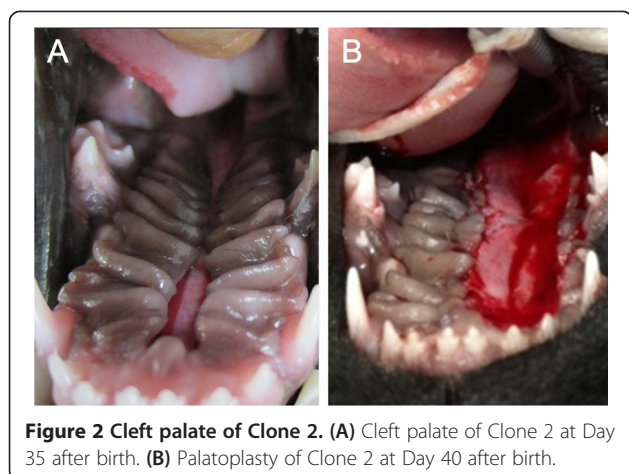 A
B
Figure 2 Cleft palate of Clone 2. (A) Cleft palate of Clone 2 at Day
35 after birth. (B) Palatoplasty of Clone 2 at Day 40 after birth.